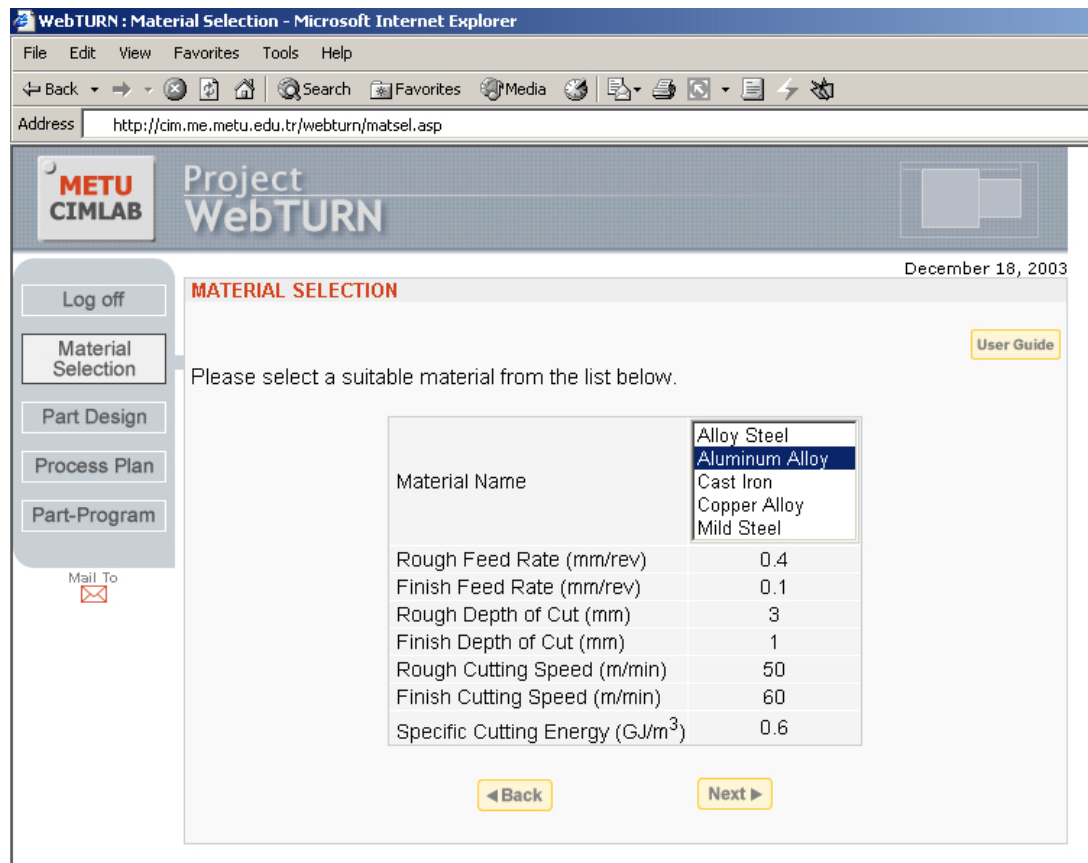 WebTURN : Material Selection - Microsoft Internet Explorer
File Edit View Favorites Tools Help
Back Search Favorites Media
Address http://cim.me.metu.edu.tr/webturn/matsel.asp
METU
CIMLAB
Project
WebTURN
December 18, 2003
Log off
Material
Selection
Part Design
Process Plan
Part-Program
Mail To
MATERIAL SELECTION
User Guide
Please select a suitable material from the list below.
Material Name
Alloy Steel
Aluminum Alloy
Cast Iron
Copper Alloy
Mild Steel
Rough Feed Rate (mm/rev) 0.4
Finish Feed Rate (mm/rev) 0.1
Rough Depth of Cut (mm) 3
Finish Depth of Cut (mm) 1
Rough Cutting Speed (m/min) 50
Finish Cutting Speed (m/min) 60
Specific Cutting Energy (GJ/m³) 0.6
◄Back Next►